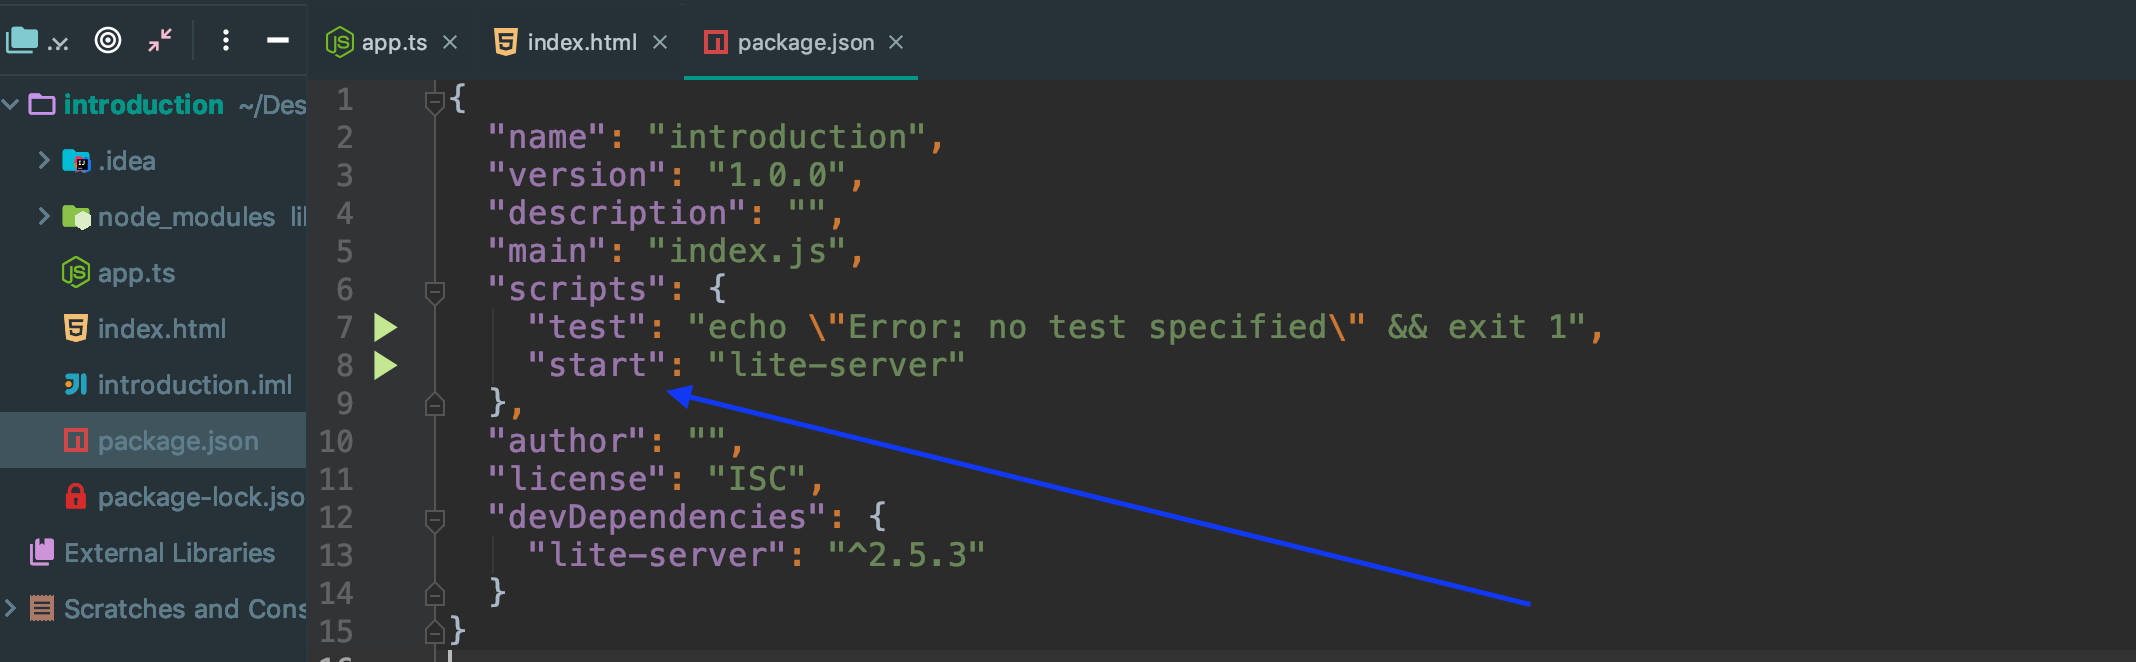 app.ts index.html package.json
introduction ~/Des
.idea
node_modules li
app.ts
index.html
introduction.iml
package.json
package-lock.jso
External Libraries
Scratches and Cons
1 {
2 "name": "introduction",
3 "version": "1.0.0",
4 "description": "",
5 "main": "index.js",
6 "scripts": {
7 "test": "echo \"Error: no test specified\" && exit 1",
8 "start": "lite-server"
9 },
10 "author": "",
11 "license": "ISC",
12 "devDependencies": {
13 "lite-server": "^2.5.3"
14 }
15 }
16